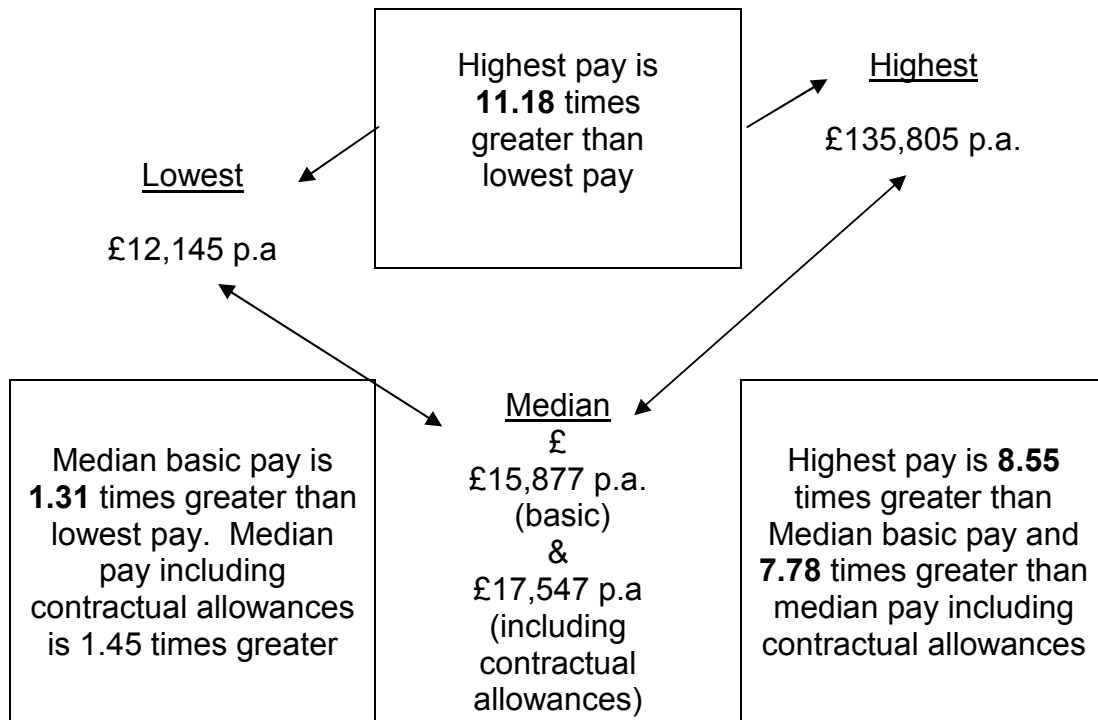 Highest pay is
11.18 times
greater than
lowest pay
Highest
£135,805 p.a.
Lowest
£12,145 p.a
Median basic pay is
1.31 times greater than
lowest pay.  Median
pay including
contractual allowances
is 1.45 times greater
Median
£
£15,877 p.a.
(basic)
&
£17,547 p.a
(including
contractual
allowances)
Highest pay is 8.55
times greater than
Median basic pay and
7.78 times greater than
median pay including
contractual allowances